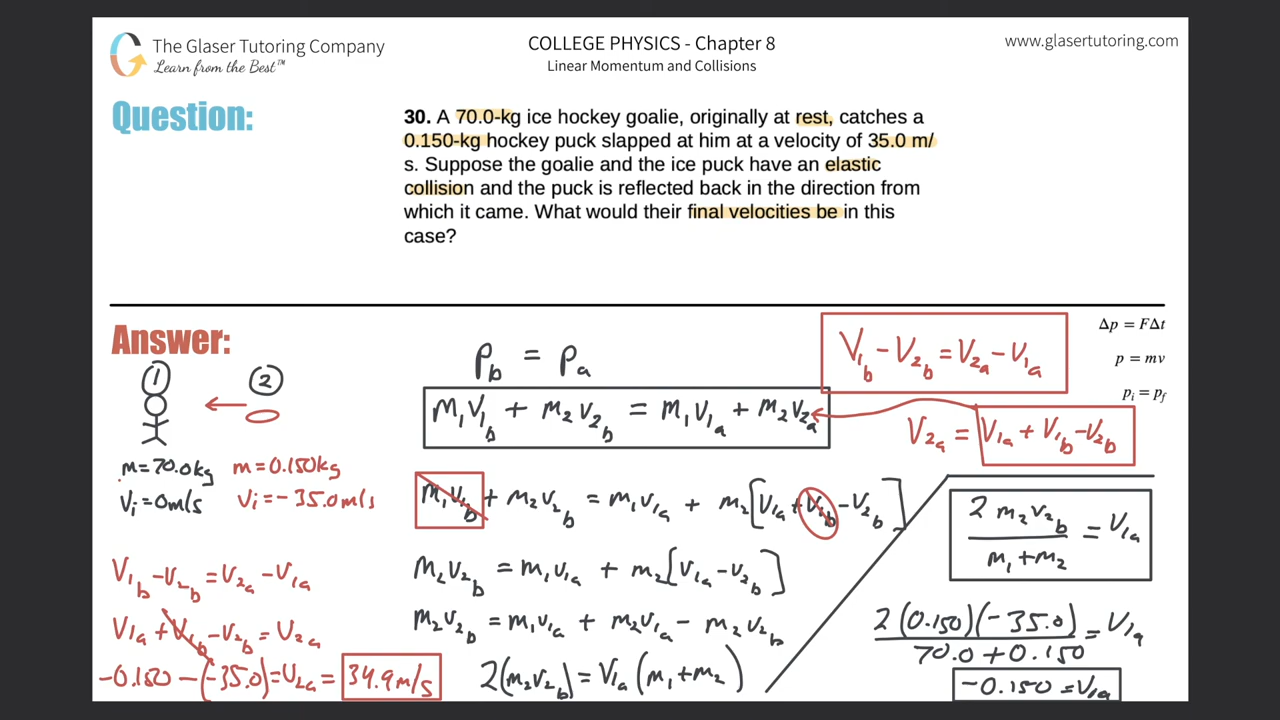 The Glaser Tutoring Company
Learn from the Best™
COLLEGE PHYSICS - Chapter 8
Linear Momentum and Collisions
www.glasertutoring.com
Question:
30. A 70.0-kg ice hockey goalie, originally at rest, catches a
0.150-kg hockey puck slapped at him at a velocity of 35.0 m/
s. Suppose the goalie and the ice puck have an elastic
collision and the puck is reflected back in the direction from
which it came. What would their final velocities be in this
case?
Answer:
1 2
m=70.0kg m=0.150kg
Vi=0m/s Vi=-35.0m/s
V1b - V2b = V2a - V1a
V1a + V1b - V2b = V2a
-0.150 - (-35.0) = V2a = 34.9 m/s
Pb = Pa
m1V1b + m2V2b = m1V1a + m2V2a
m1V1b + m2V2b = m1V1a + m2[V1a + V1b - V2b]
m2V2b = m1V1a + m2[V1a - V2b]
m2V2b = m1V1a + m2V1a - m2V2b
2(m2V2b) = V1a(m1+m2)
V1b - V2b = V2a - V1a
V2a = V1a + V1b - V2b
Δp = FΔt
p = mv
pi = pf
2 m2V2b / m1+m2 = V1a
2(0.150)(-35.0) / 70.0+0.150 = V1a
-0.150 = V1a